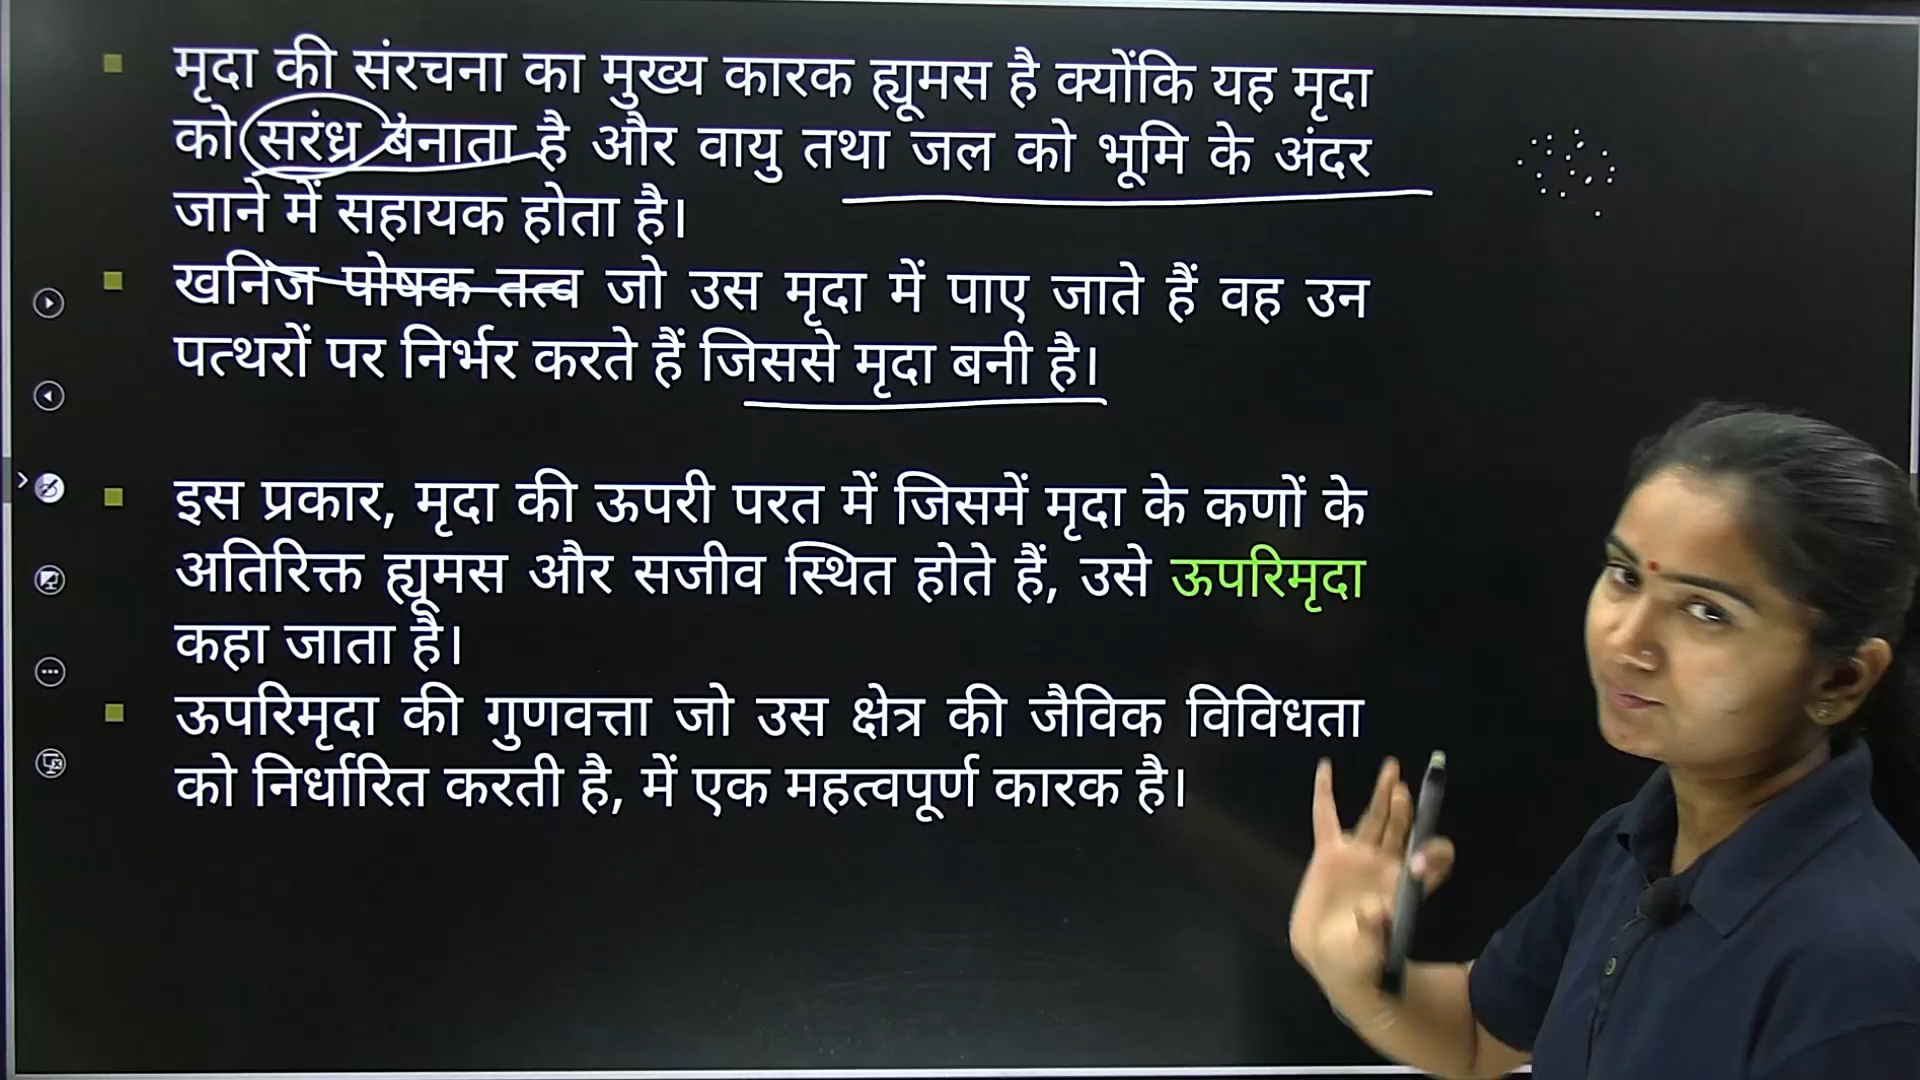 मृदा की संरचना का मुख्य कारक ह्यूमस है क्योंकि यह मृदा
को सरंध्र बनाता है और वायु तथा जल को भूमि के अंदर
जाने में सहायक होता है।
खनिज पोषक तत्व जो उस मृदा में पाए जाते हैं वह उन
पत्थरों पर निर्भर करते हैं जिससे मृदा बनी है।
इस प्रकार, मृदा की ऊपरी परत में जिसमें मृदा के कणों के
अतिरिक्त ह्यूमस और सजीव स्थित होते हैं, उसे ऊपरिमृदा
कहा जाता है।
ऊपरिमृदा की गुणवत्ता जो उस क्षेत्र की जैविक विविधता
को निर्धारित करती है, में एक महत्वपूर्ण कारक है।